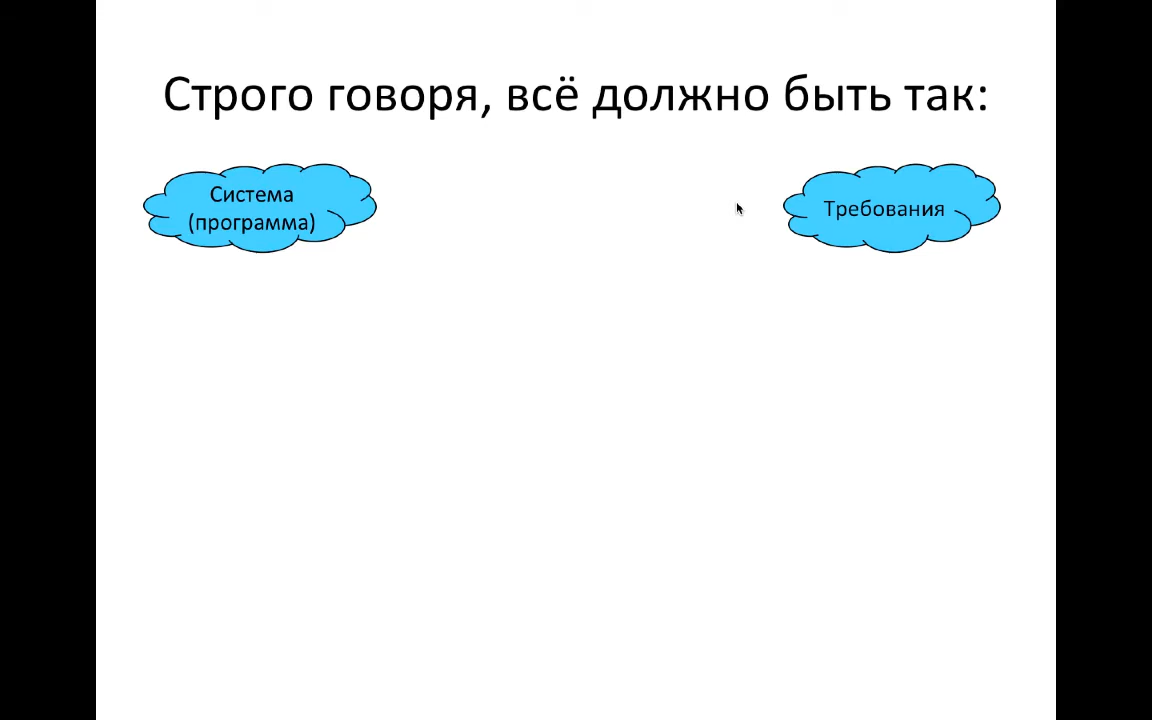 Строго говоря, всё должно быть так:
Система
(программа)
Требования